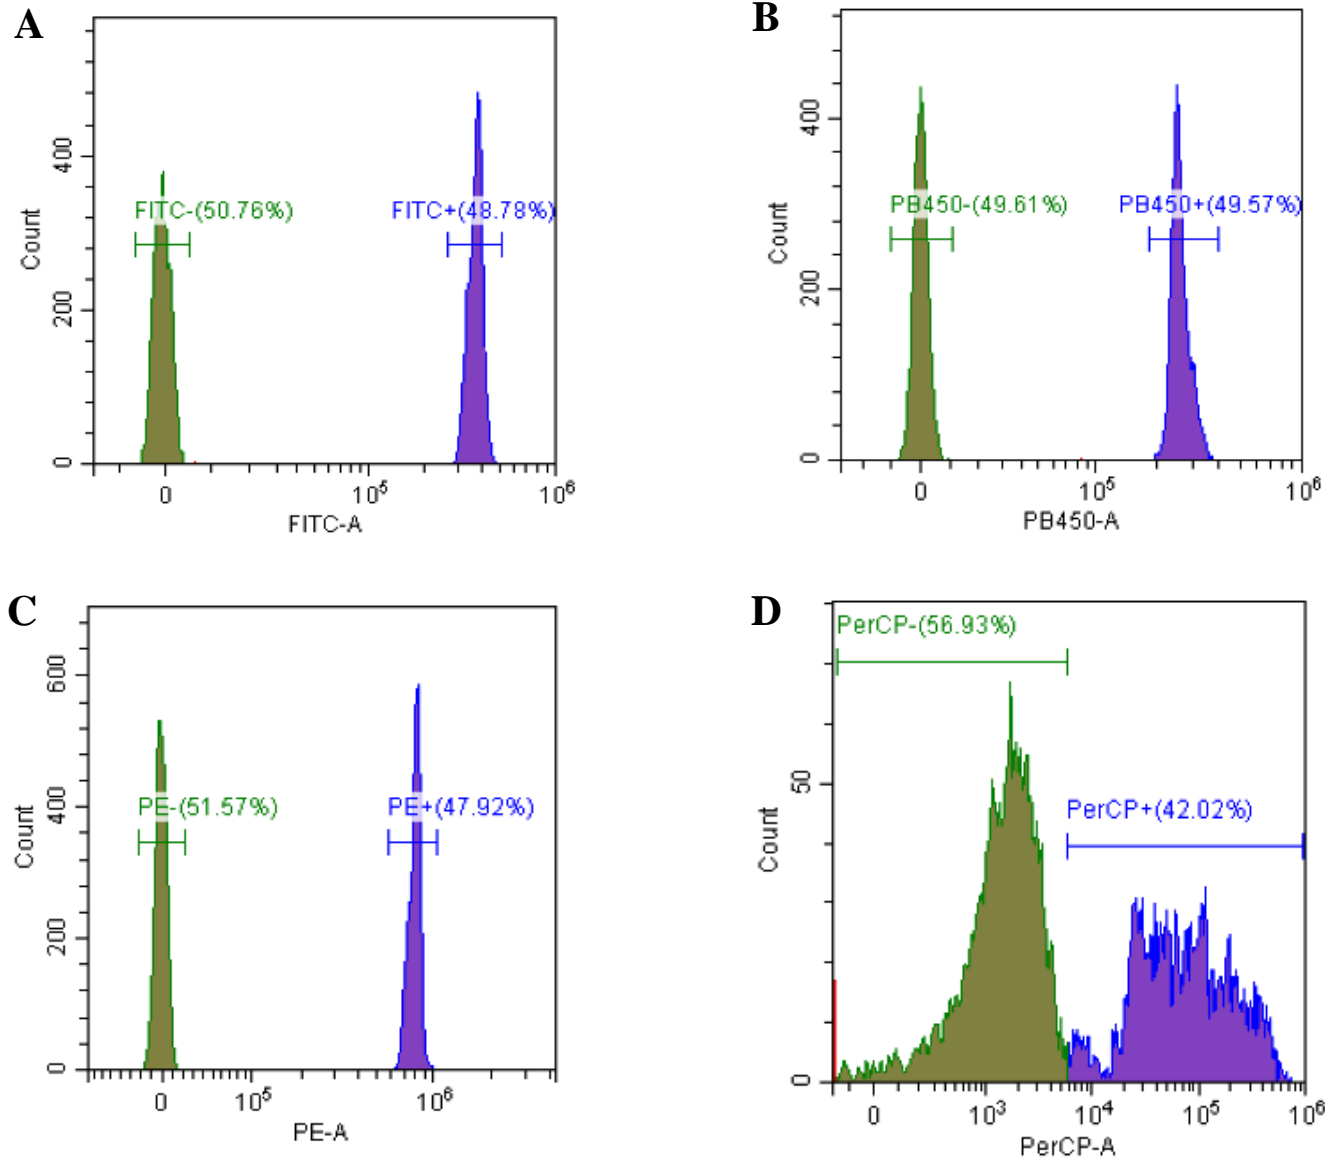 A
Count
400
200
0
FITC-(50.76%)
FITC+(48.78%)
0
10^5
10^6
FITC-A
B
Count
400
200
0
PB450-(49.61%)
PB450+(49.57%)
0
10^5
10^6
PB450-A
C
Count
600
400
200
0
PE-(51.57%)
PE+(47.92%)
0
10^5
10^6
PE-A
D
Count
50
0
PerCP-(56.93%)
PerCP+(42.02%)
0
10^3
10^4
10^5
10^6
PerCP-A